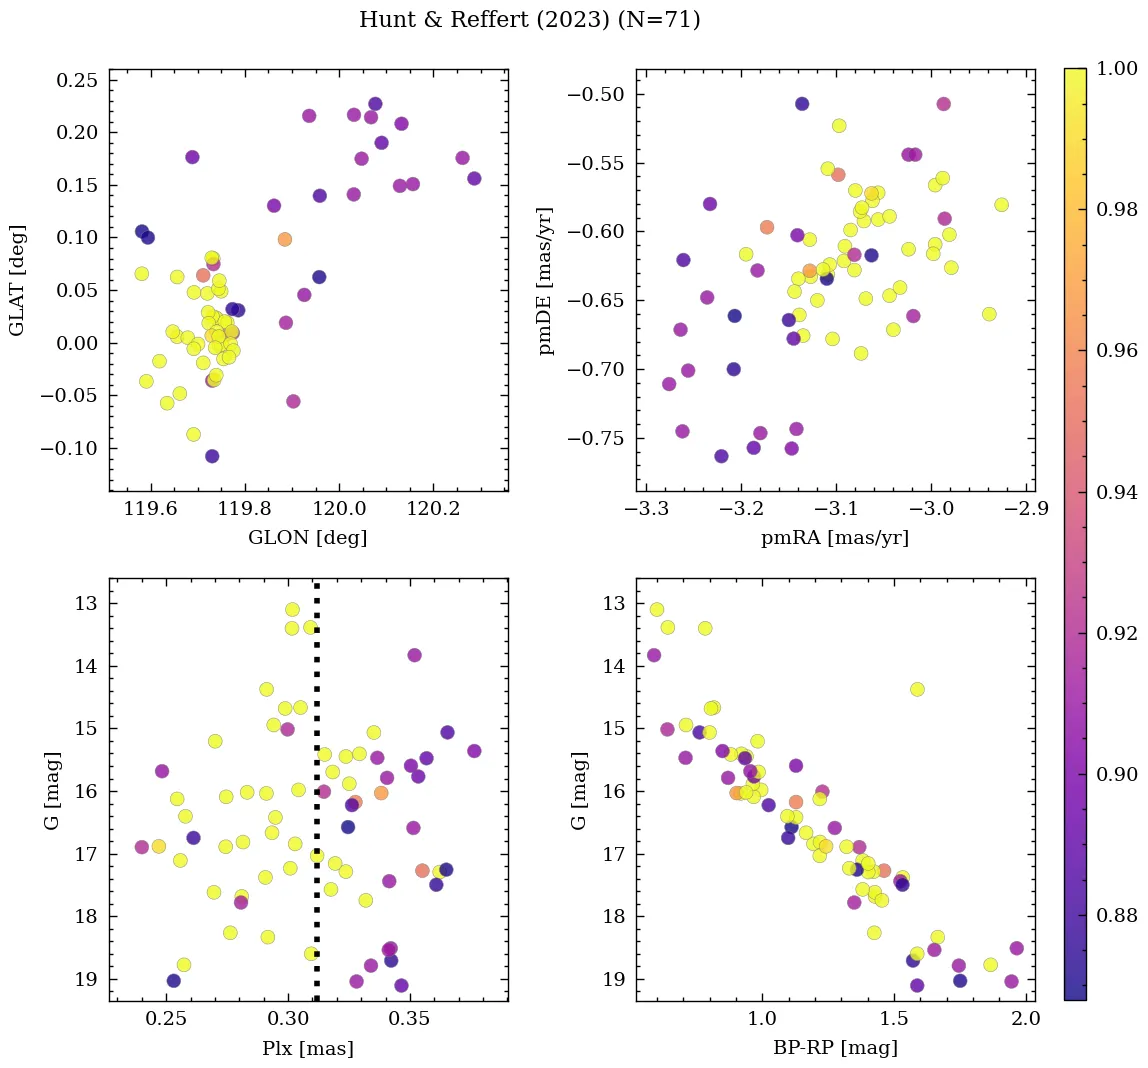 Hunt & Reffert (2023) (N=71)
0.25
0.20
0.15
0.10
0.05
0.00
−0.05
−0.10
GLAT [deg]
119.6 119.8 120.0 120.2
GLON [deg]
−0.50
−0.55
−0.60
−0.65
−0.70
−0.75
pmDE [mas/yr]
−3.3 −3.2 −3.1 −3.0 −2.9
pmRA [mas/yr]
1.00
0.98
0.96
0.94
0.92
0.90
0.88
13
14
15
16
17
18
19
G [mag]
0.25 0.30 0.35
Plx [mas]
13
14
15
16
17
18
19
G [mag]
1.0 1.5 2.0
BP-RP [mag]